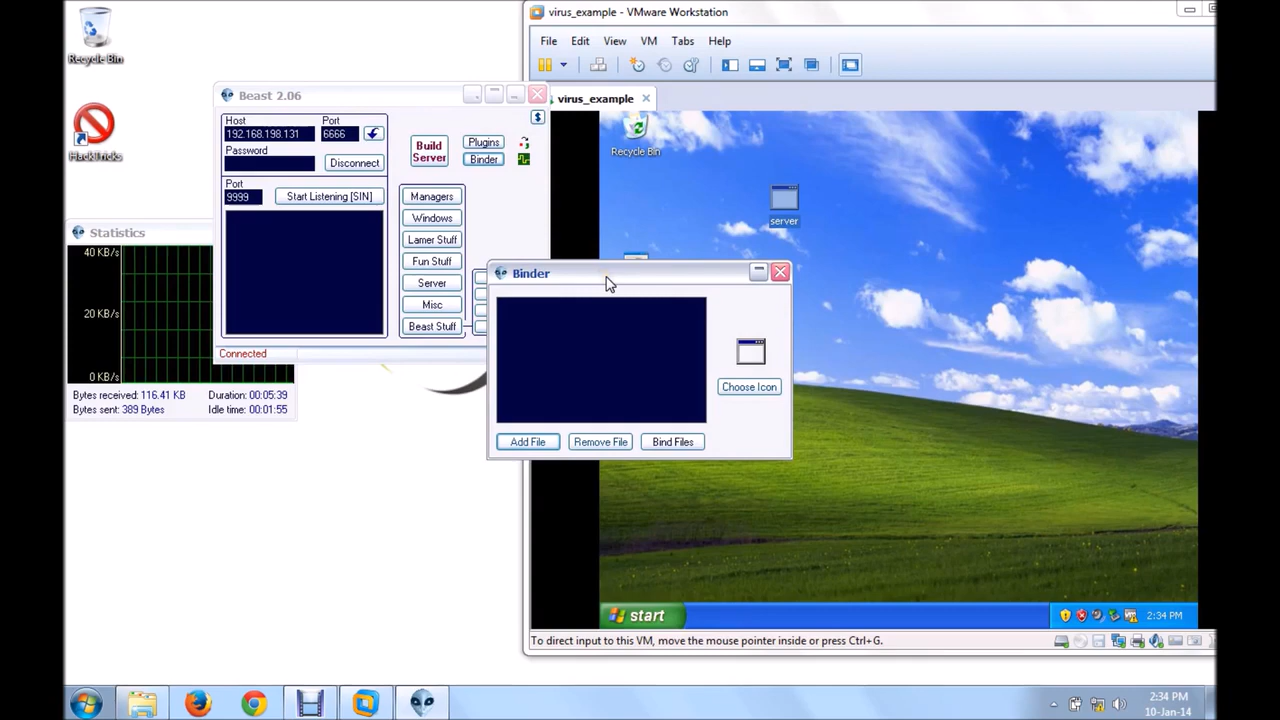 Recycle Bin
HackTricks
Beast 2.06
Host
Port
192.168.198.131
6666
Password
Disconnect
Build
Server
Plugins
Binder
Port
9999
Start Listening [SIN]
Managers
Windows
Lamer Stuff
Fun Stuff
Server
Misc
Beast Stuff
Connected
Statistics
40 KB/s
20 KB/s
0 KB/s
Bytes received: 116.41 KB
Duration: 00:05:39
Bytes sent: 389 Bytes
Idle time: 00:01:55
virus_example - VMware Workstation
File Edit View VM Tabs Help
virus_example
Recycle Bin
server
Binder
Choose Icon
Add File
Remove File
Bind Files
start
2:34 PM
To direct input to this VM, move the mouse pointer inside or press Ctrl+G.
2:34 PM
10-Jan-14